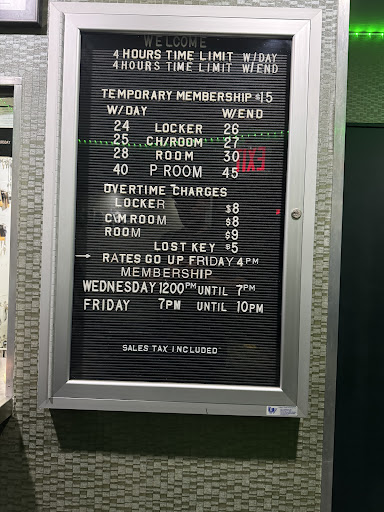 WELCOME
4 HOURS TIME LIMIT W/DAY
4 HOURS TIME LIMIT W/END
TEMPORARY MEMBERSHIP $15
W/DAY W/END
24 LOCKER 26
25 CH/ROOM 27
28 ROOM 30
40 P ROOM 45
EXIT
OVERTIME CHARGES
LOCKER $8
C/M ROOM $8
ROOM $9
LOST KEY $5
→ RATES GO UP FRIDAY 4PM
MEMBERSHIP
WEDNESDAY 1200PM UNTIL 7PM
FRIDAY 7PM UNTIL 10PM
SALES TAX INCLUDED